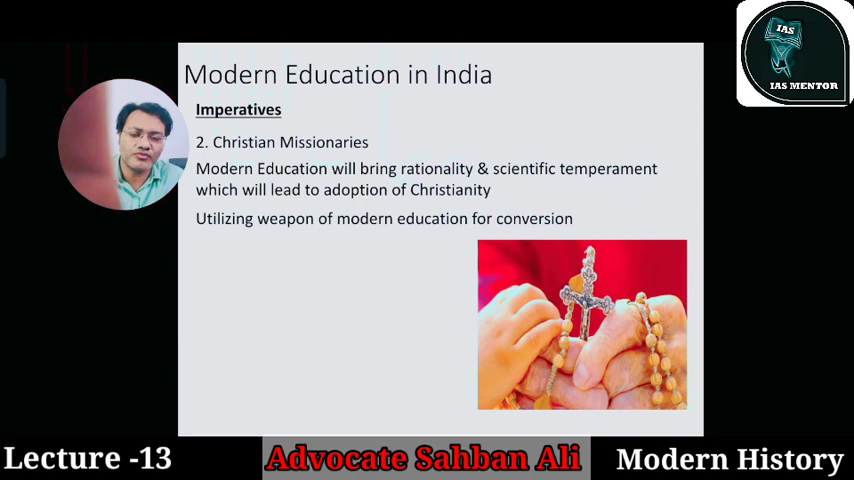 IAS
IAS MENTOR
Modern Education in India
Imperatives
2. Christian Missionaries
Modern Education will bring rationality & scientific temperament
which will lead to adoption of Christianity
Utilizing weapon of modern education for conversion
Lecture -13
Advocate Sahban Ali
Modern History